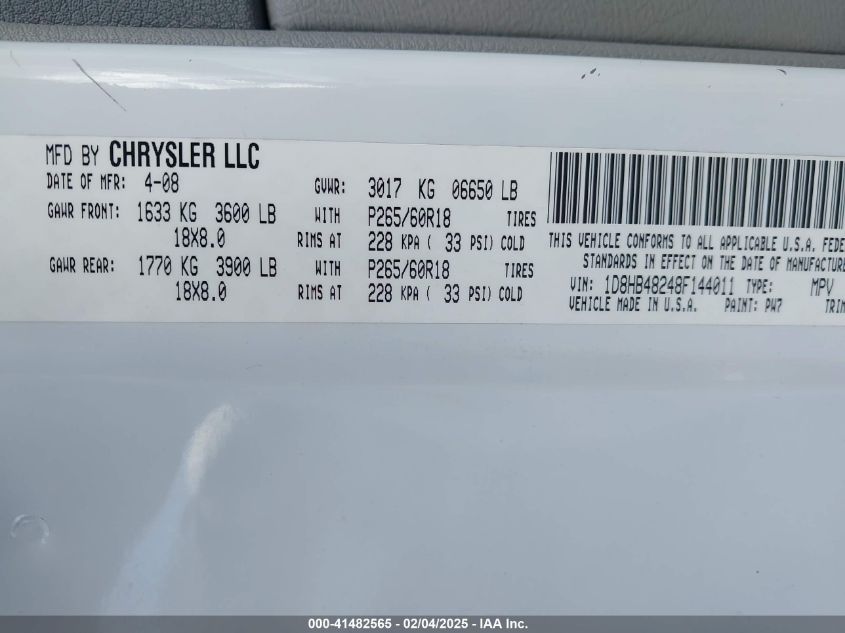 MFD BY CHRYSLER LLC
DATE OF MFR: 4-08 GVWR: 3017 KG 06650 LB
GAWR FRONT: 1633 KG 3600 LB WITH P265/60R18 TIRES
18X8.0 RIMS AT 228 KPA ( 33 PSI) COLD
GAWR REAR: 1770 KG 3900 LB WITH P265/60R18 TIRES
18X8.0 RIMS AT 228 KPA ( 33 PSI) COLD
THIS VEHICLE CONFORMS TO ALL APPLICABLE U.S.A. FEDE
STANDARDS IN EFFECT ON THE DATE OF MANUFACTURE
VIN: 1D8HB48248F144011 TYPE: MPV
VEHICLE MADE IN U.S.A. PAINT: PW7 TRIM
000-41482565 - 02/04/2025 - IAA Inc.